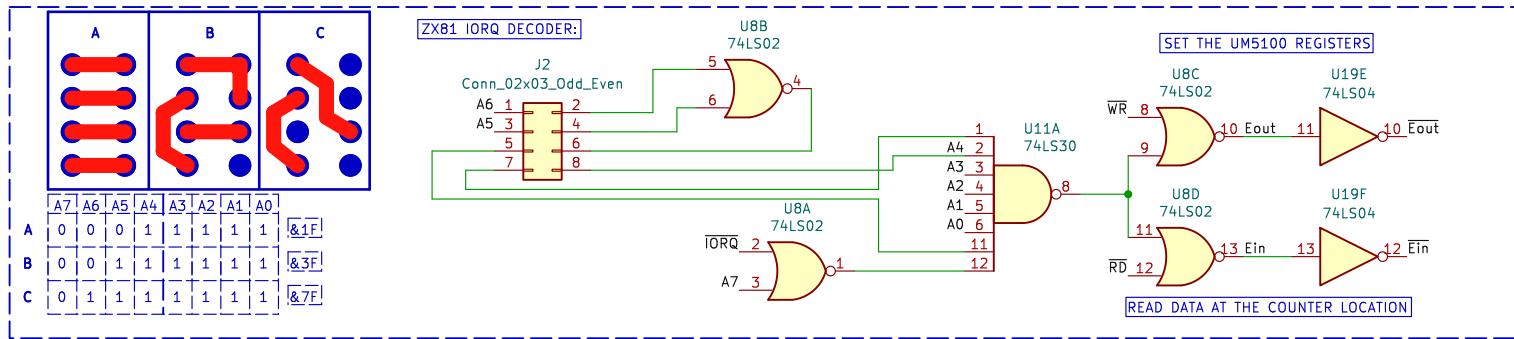 A B C
A7 A6 A5 A4 A3 A2 A1 A0
A 0 0 0 1 1 1 1 1 &1F
B 0 0 1 1 1 1 1 1 &3F
C 0 1 1 1 1 1 1 1 &7F
ZX81 IORQ DECODER:
J2
Conn_02x03_Odd_Even
A6 1 2
A5 3 4
5 6
7 8
U8B
74LS02
5
6
4
U8A
74LS02
IORQ 2
A7 3
1
U11A
74LS30
1
A4 2
A3 3
A2 4
A1 5
A0 6
11
12
8
SET THE UM5100 REGISTERS
U8C
74LS02
WR 8
9
10 Eout
U19E
74LS04
11
10 Eout
U8D
74LS02
11
RD 12
13 Ein
U19F
74LS04
13
12 Ein
READ DATA AT THE COUNTER LOCATION